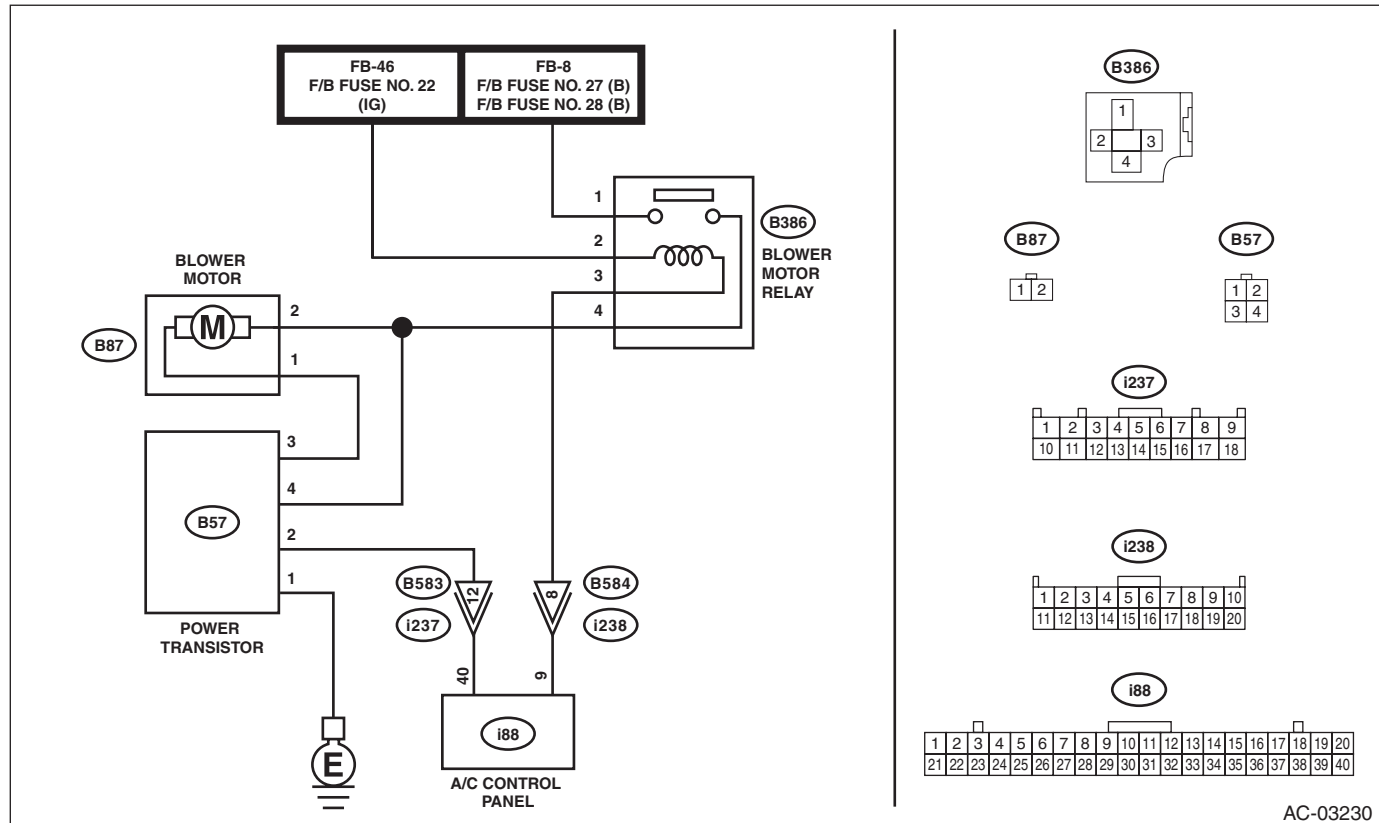 FB-46
F/B FUSE NO. 22
(IG)
FB-8
F/B FUSE NO. 27 (B)
F/B FUSE NO. 28 (B)
1
2
3
4
B386
BLOWER
MOTOR
RELAY
BLOWER
MOTOR
M
B87
2
1
3
4
2
1
B57
POWER
TRANSISTOR
E
B583
12
i237
B584
8
i238
40
9
i88
A/C CONTROL
PANEL
B386
1
2 3
4
B87
1 2
B57
1 2
3 4
i237
1 2 3 4 5 6 7 8 9
10 11 12 13 14 15 16 17 18
i238
1 2 3 4 5 6 7 8 9 10
11 12 13 14 15 16 17 18 19 20
i88
1 2 3 4 5 6 7 8 9 10 11 12 13 14 15 16 17 18 19 20
21 22 23 24 25 26 27 28 29 30 31 32 33 34 35 36 37 38 39 40
AC-03230